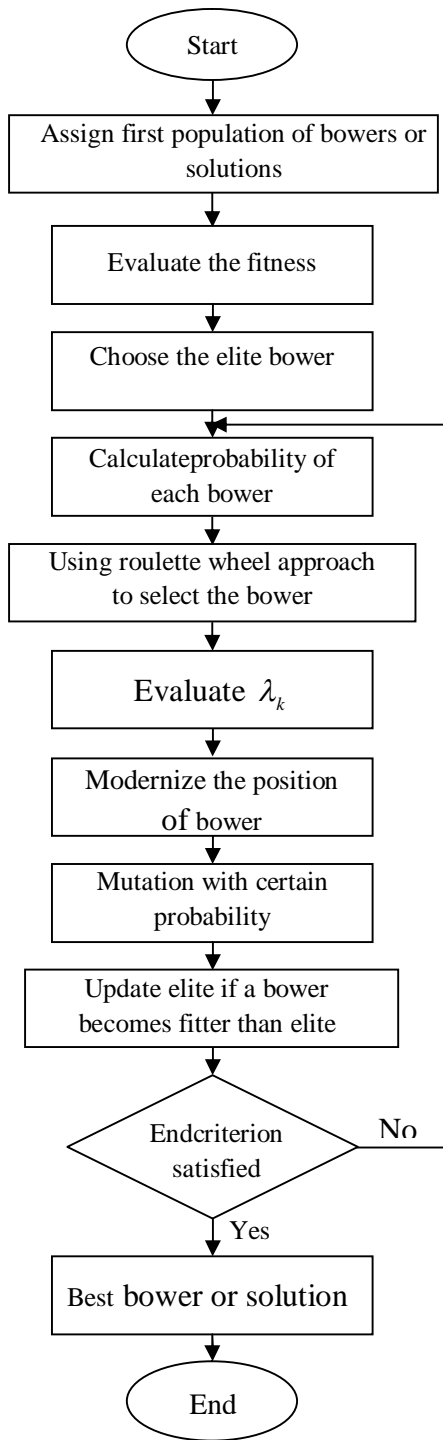 Start
Assign first population of bowers or
solutions
Evaluate the fitness
Choose the elite bower
Calculateprobability of
each bower
Using roulette wheel approach
to select the bower
Evaluate λₖ
Modernize the position
of bower
Mutation with certain
probability
Update elite if a bower
becomes fitter than elite
Endcriterion
satisfied
No
Yes
Best bower or solution
End